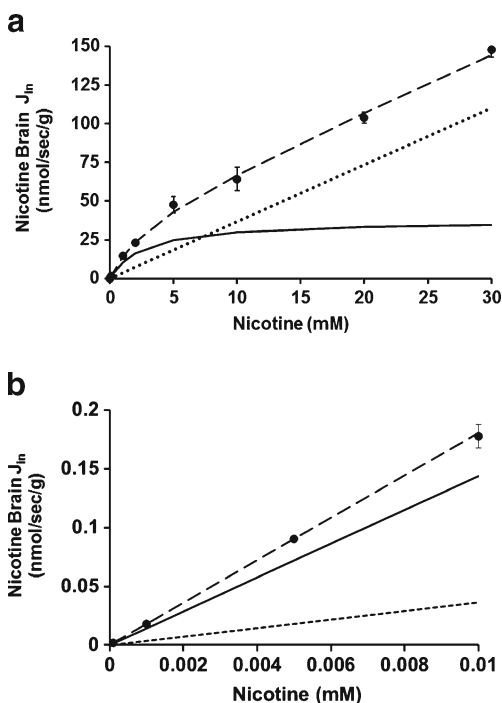 a
150
125
100
75
50
25
0
Nicotine Brain J_In
(nmol/sec/g)
0 5 10 15 20 25 30
Nicotine (mM)
b
0.2
0.15
0.1
0.05
0
Nicotine Brain J_In
(nmol/sec/g)
0 0.002 0.004 0.006 0.008 0.01
Nicotine (mM)